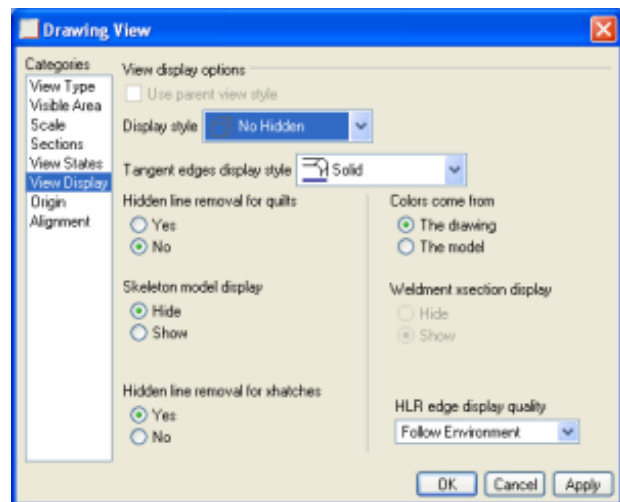 Drawing View
Categories
View Type
Visible Area
Scale
Sections
View States
View Display
Origin
Alignment
View display options
Use parent view style
Display style No Hidden
Tangent edges display style Solid
Hidden line removal for quilts
Yes
No
Colors come from
The drawing
The model
Skeleton model display
Hide
Show
Weldment xsection display
Hide
Show
Hidden line removal for xhatches
Yes
No
HLR edge display quality
Follow Environment
OK Cancel Apply